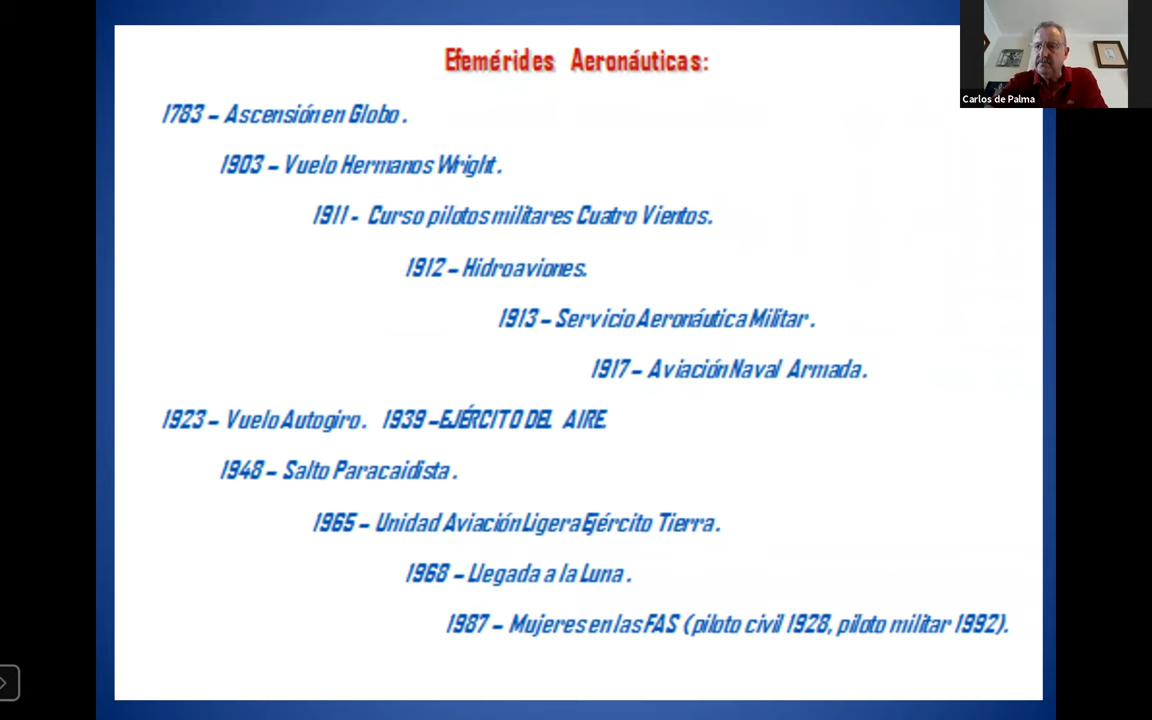 Efemérides Aeronáuticas:
Carlos de Palma
1783 – Ascensión en Globo .
1903 – Vuelo Hermanos Wright .
1911 - Curso pilotos militares Cuatro Vientos.
1912 – Hidroaviones.
1913 – Servicio Aeronáutica Militar .
1917 – Aviación Naval Armada .
1923 – Vuelo Autogiro . 1939 –EJÉRCITO DEL AIRE.
1948 – Salto Paracaidista .
1965 – Unidad Aviación Ligera Ejército Tierra .
1968 – Llegada a la Luna .
1987 – Mujeres en las FAS (piloto civil 1928, piloto militar 1992).